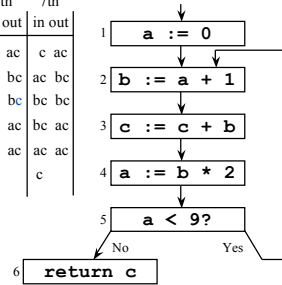 th 7th
out in out
ac c ac
bc ac bc
bc bc bc
ac bc ac
ac ac ac
c
1 a := 0
2 b := a + 1
3 c := c + b
4 a := b * 2
5 a < 9?
No Yes
6 return c